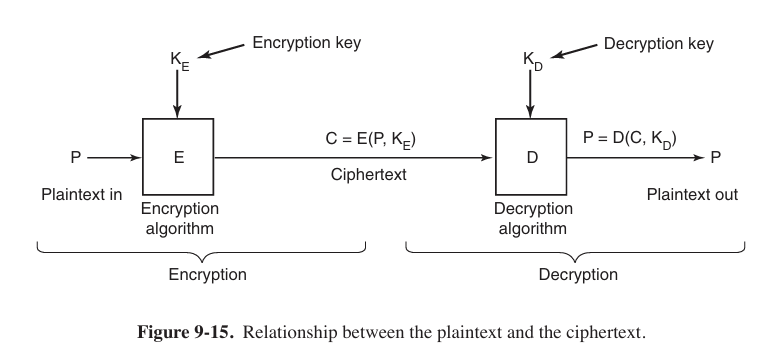 Encryption key
Decryption key
K_E
K_D
C = E(P, K_E)
P = D(C, K_D)
P
E
D
P
Ciphertext
Plaintext in
Plaintext out
Encryption
algorithm
Decryption
algorithm
Encryption
Decryption
Figure 9-15. Relationship between the plaintext and the ciphertext.